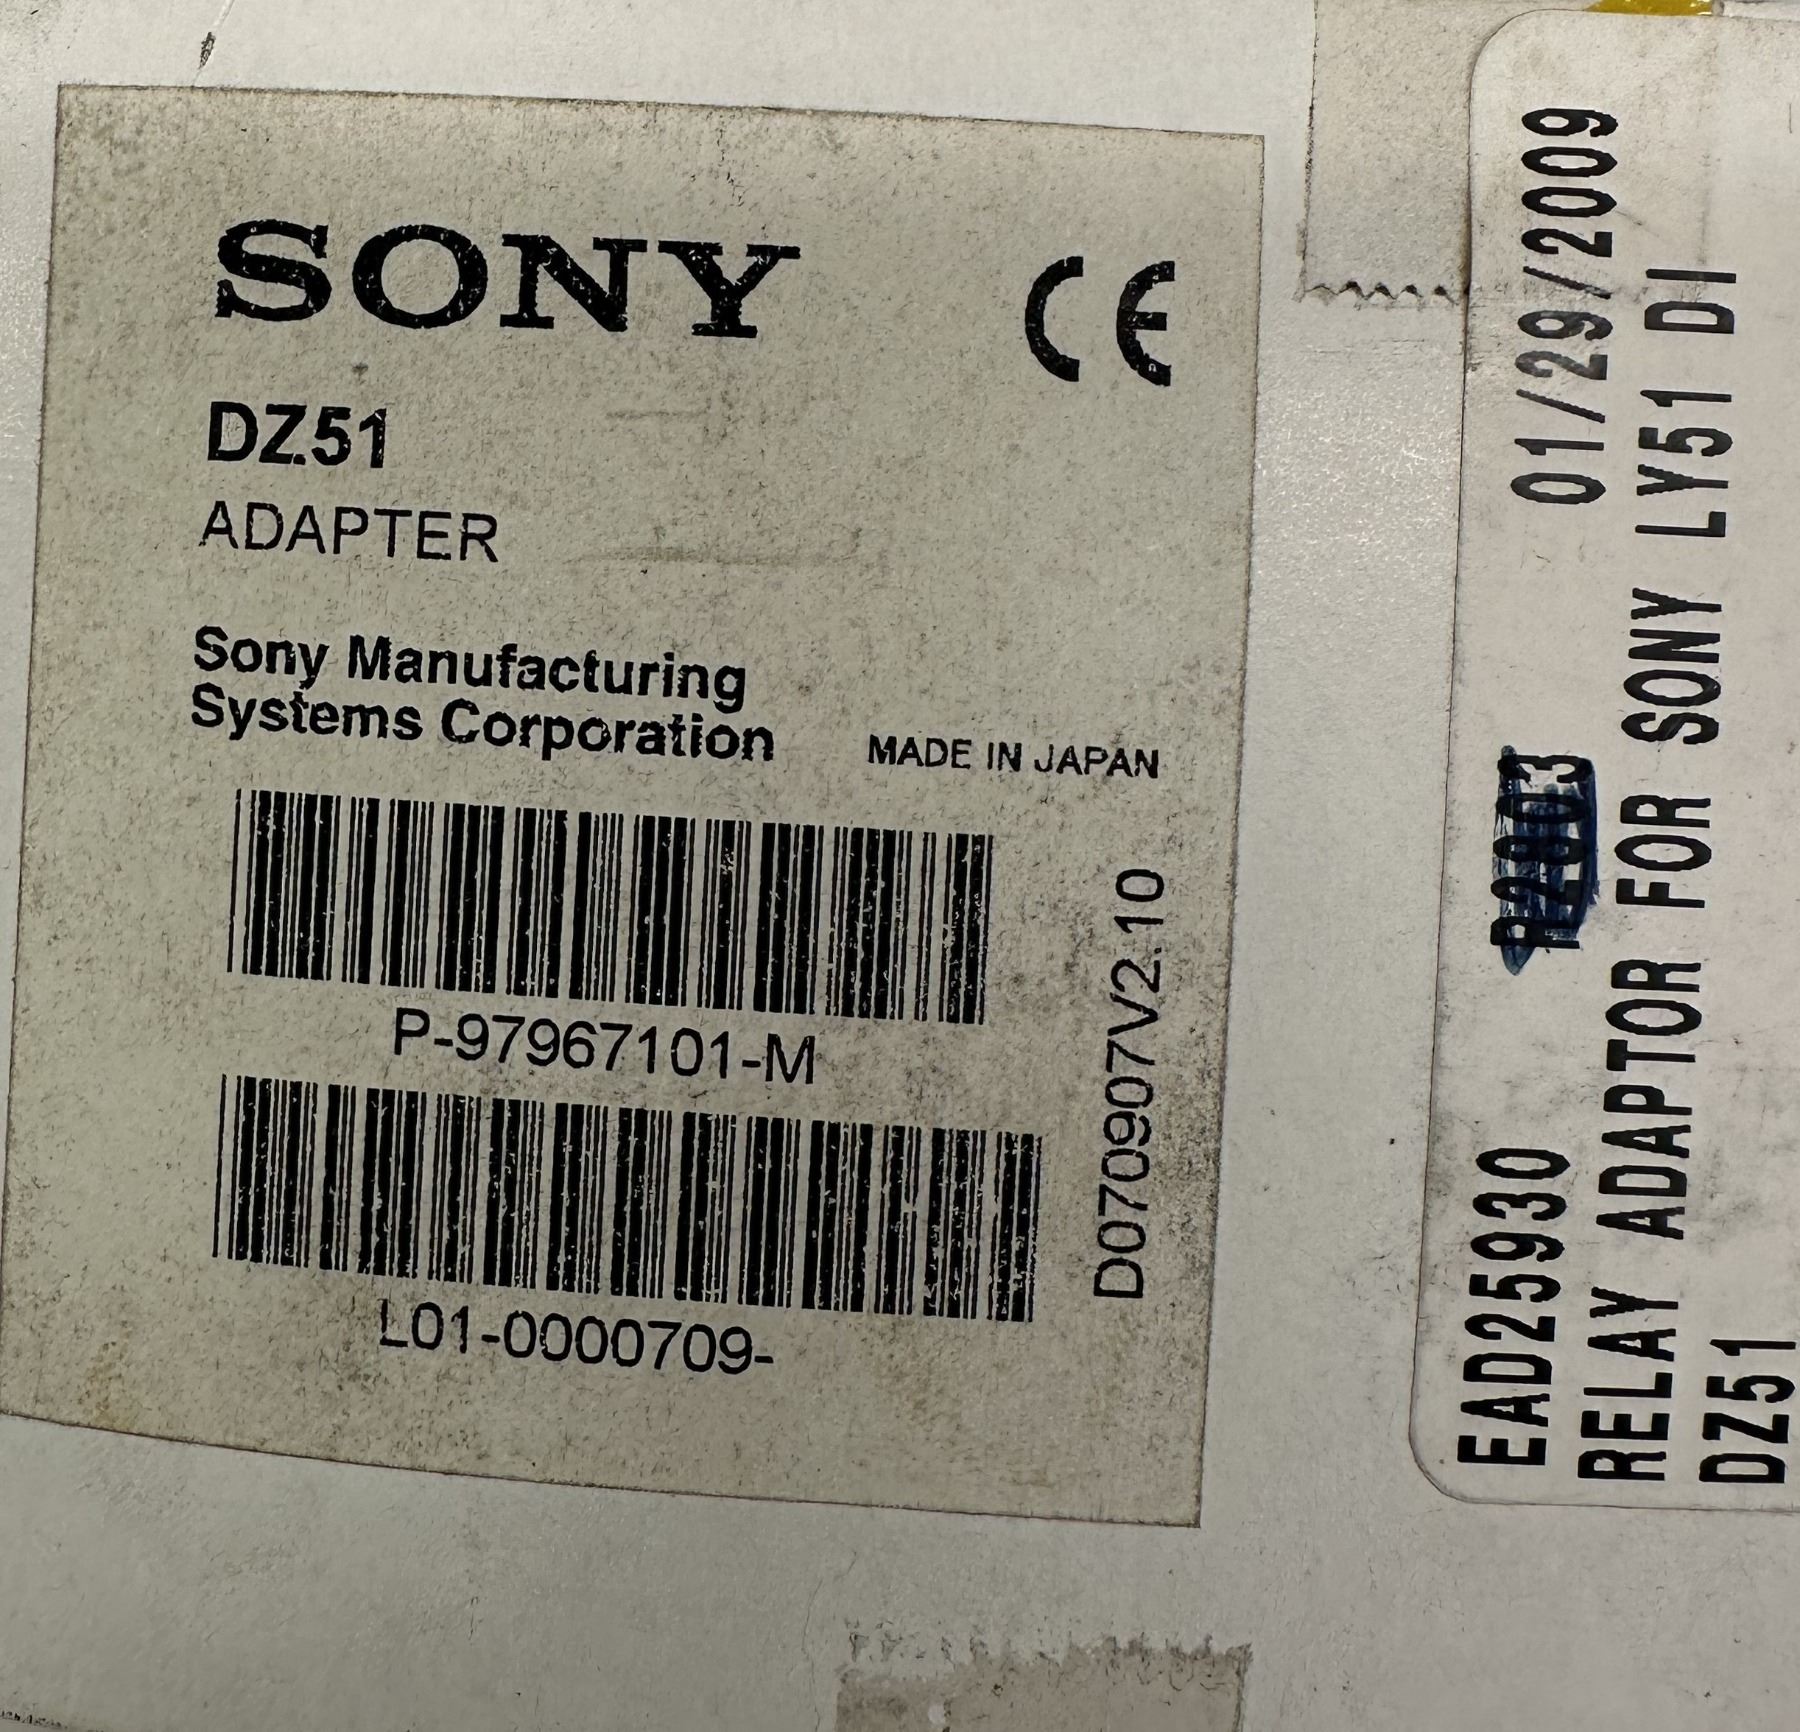 SONY
CE
DZ51
ADAPTER
Sony Manufacturing
Systems Corporation
MADE IN JAPAN
P-97967101-M
L01-0000709-
D070907V2.10
EAD25930 R2003 01/29/2009
RELAY ADAPTOR FOR SONY LY51 DI
DZ51